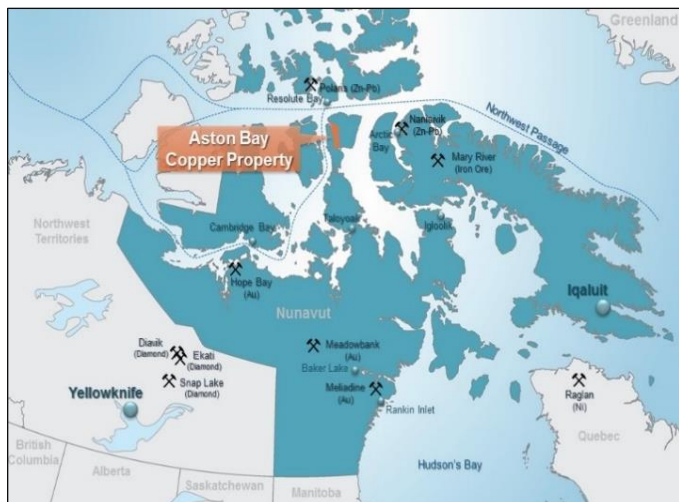 Greenland
Polaris (Zn-Pb)
Resolute Bay
Northwest Passage
Aston Bay
Copper Property
Arctic
Bay
Nanisivik
(Zn-Pb)
Mary River
(Iron Ore)
Northwest
Territories
Cambridge Bay
Taloyoak
Igloolik
Hope Bay
(Au)
Nunavut
Iqaluit
Diavik
(Diamond)
Ekati
(Diamond)
Snap Lake
(Diamond)
Meadowbank
(Au)
Baker Lake
Meliadine
(Au)
Rankin Inlet
Yellowknife
Raglan
(Ni)
Quebec
British
Columbia
Alberta
Saskatchewan
Manitoba
Hudson's Bay